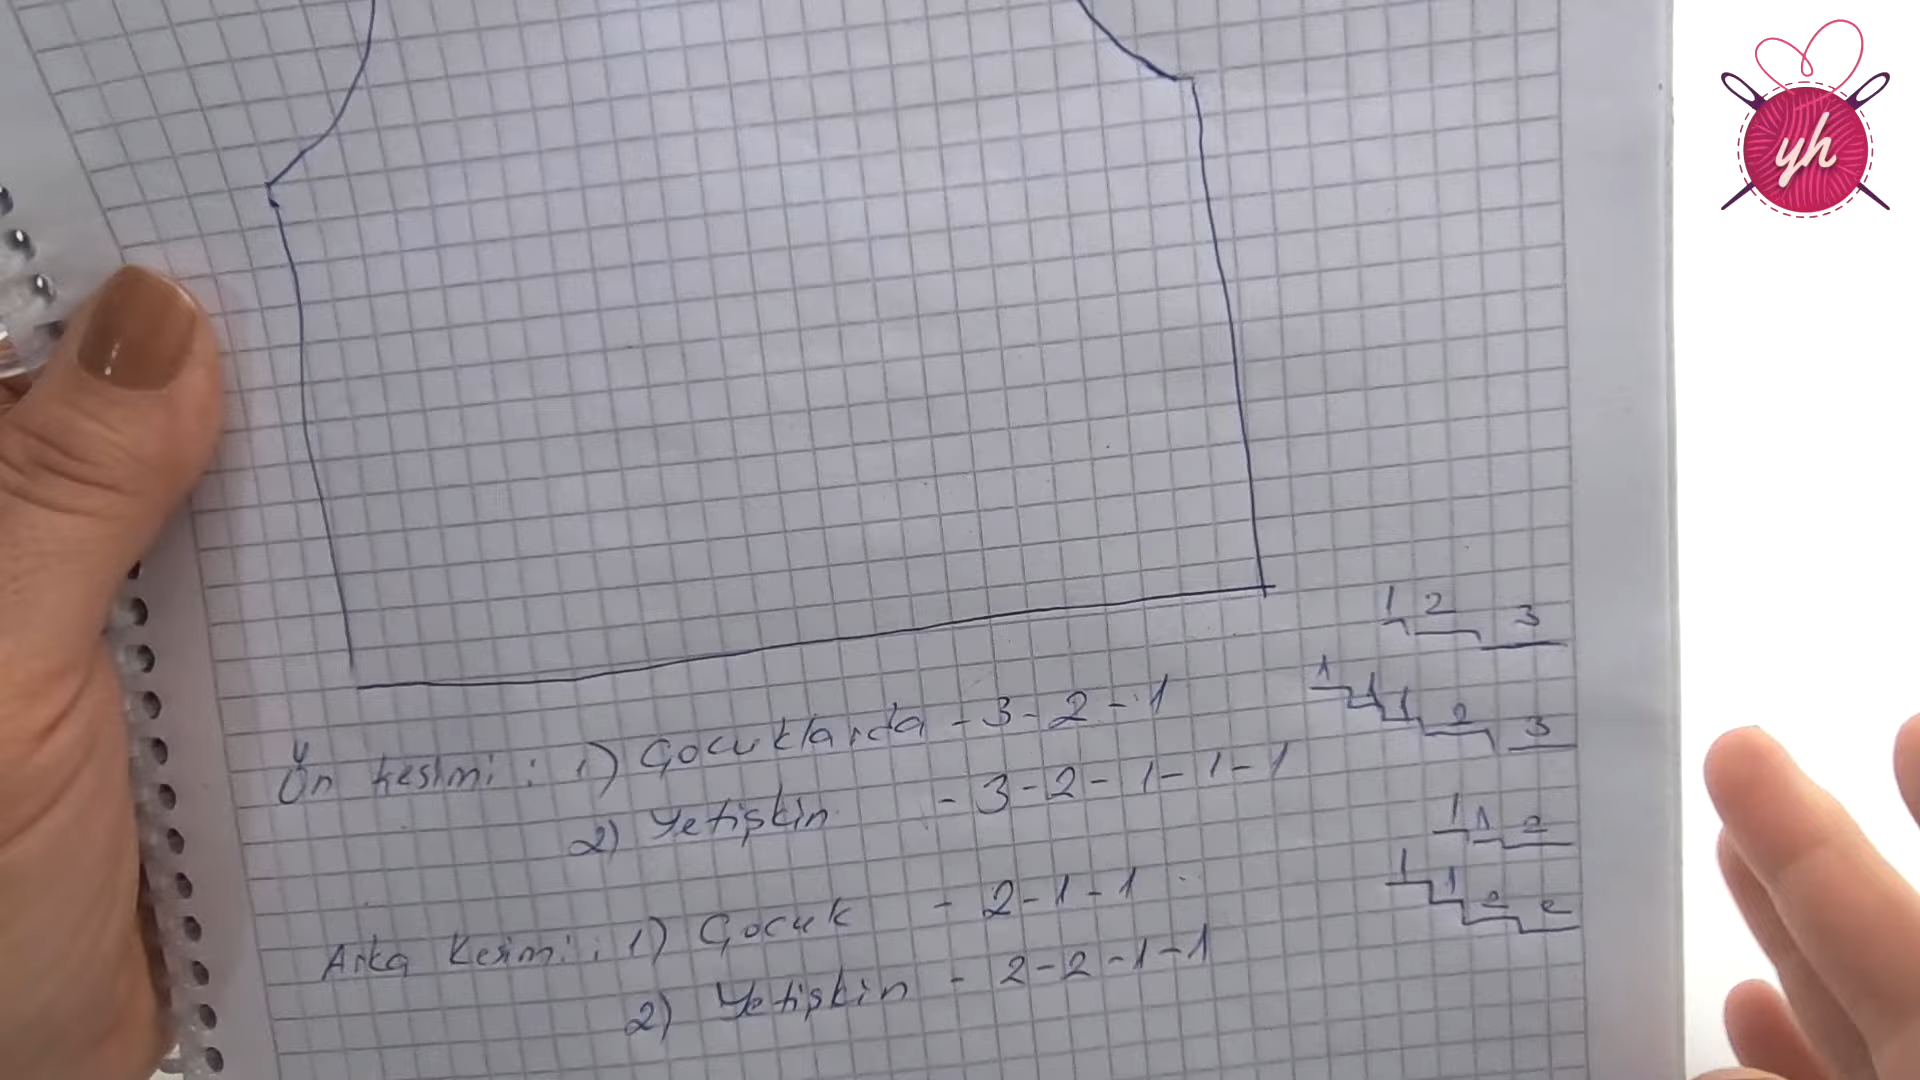 yh
1 2 3
Ön kesimi: 1) Çocuklarda - 3 - 2 - 1
1 1 1 2 3
2) Yetişkin - 3 - 2 - 1 - 1 - 1
1 1 2
Arka Kesimi: 1) Çocuk - 2 - 1 - 1
1 1 2 2
2) Yetişkin - 2 - 2 - 1 - 1